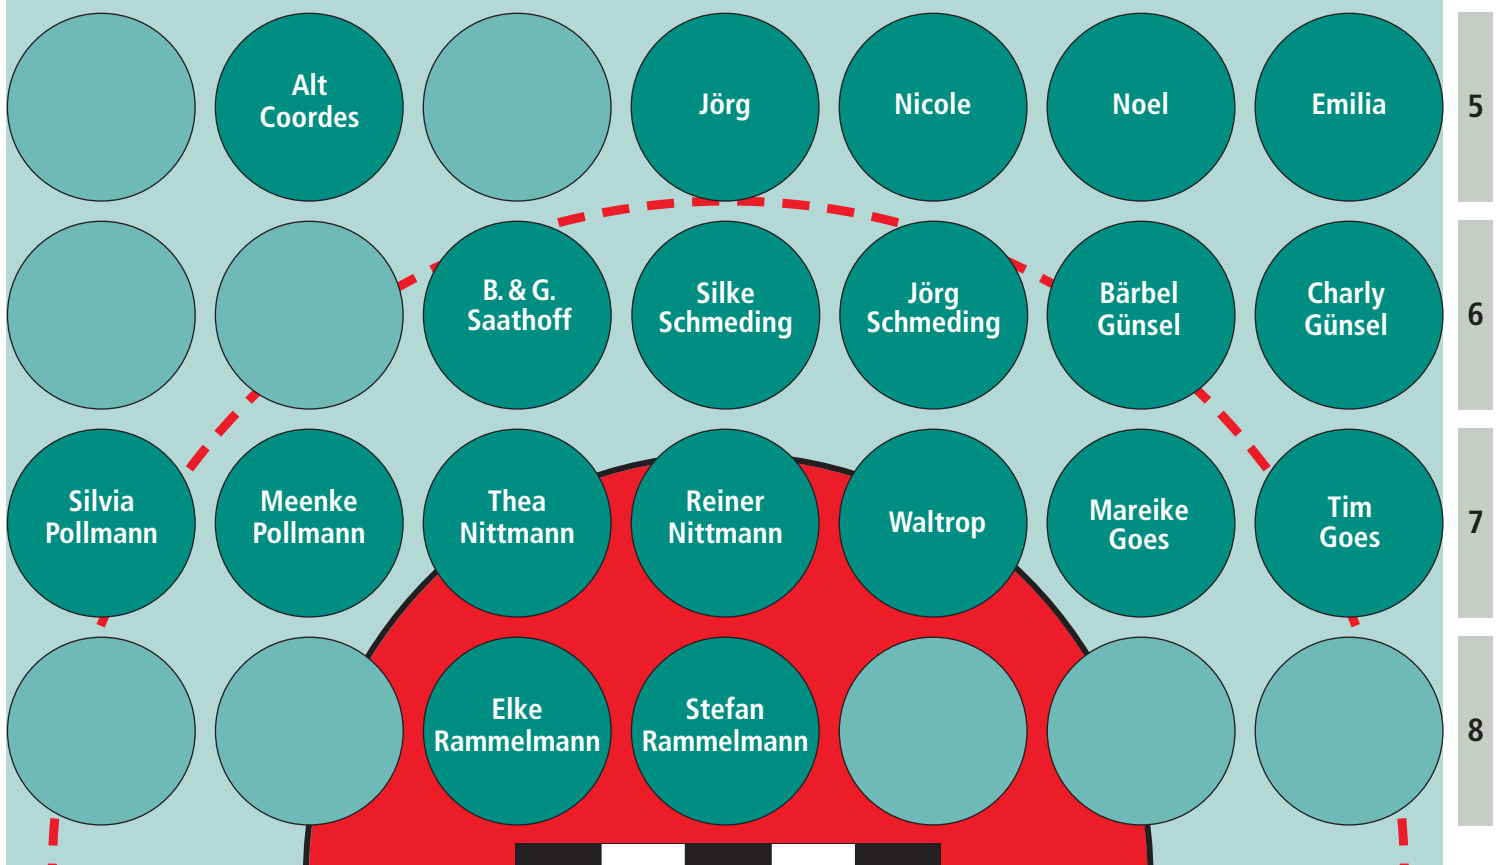 Alt
Coordes
Jörg
Nicole
Noel
Emilia
5
B. & G.
Saathoff
Silke
Schmeding
Jörg
Schmeding
Bärbel
Günsel
Charly
Günsel
6
Silvia
Pollmann
Meenke
Pollmann
Thea
Nittmann
Reiner
Nittmann
Waltrop
Mareike
Goes
Tim
Goes
7
Elke
Rammelmann
Stefan
Rammelmann
8